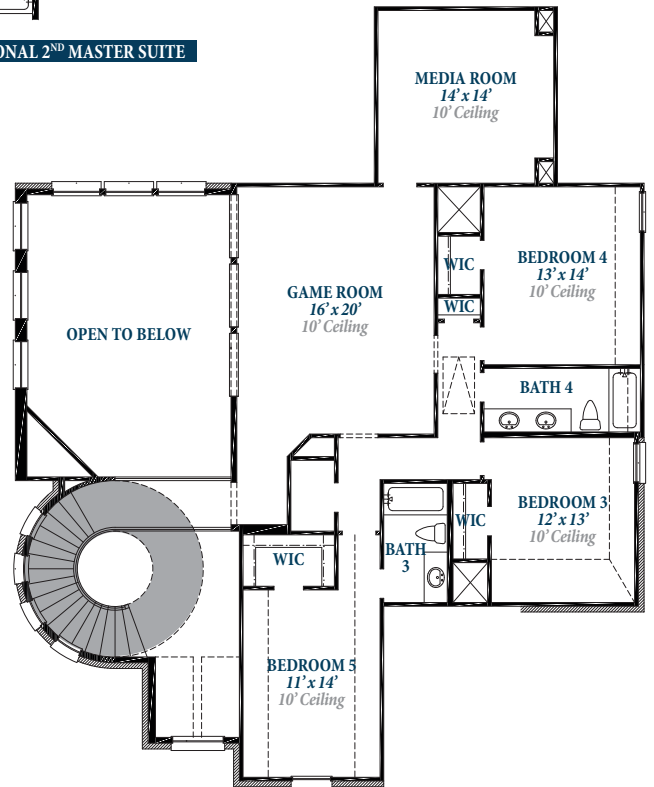 ONAL 2ND MASTER SUITE
MEDIA ROOM
14' x 14'
10' Ceiling
WIC
BEDROOM 4
13' x 14'
10' Ceiling
GAME ROOM
16' x 20'
10' Ceiling
WIC
OPEN TO BELOW
BATH 4
BEDROOM 3
12' x 13'
10' Ceiling
WIC
BATH
3
WIC
BEDROOM 5
11' x 14'
10' Ceiling